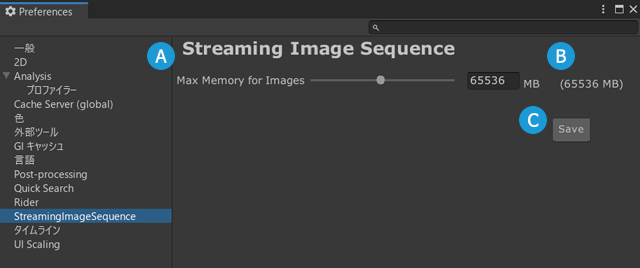 Preferences
一般
2D
Analysis
プロファイラー
Cache Server (global)
色
外部ツール
GI キャッシュ
言語
Post-processing
Quick Search
Rider
StreamingImageSequence
タイムライン
UI Scaling
A
Streaming Image Sequence
B
Max Memory for Images 65536 MB (65536 MB)
C
Save